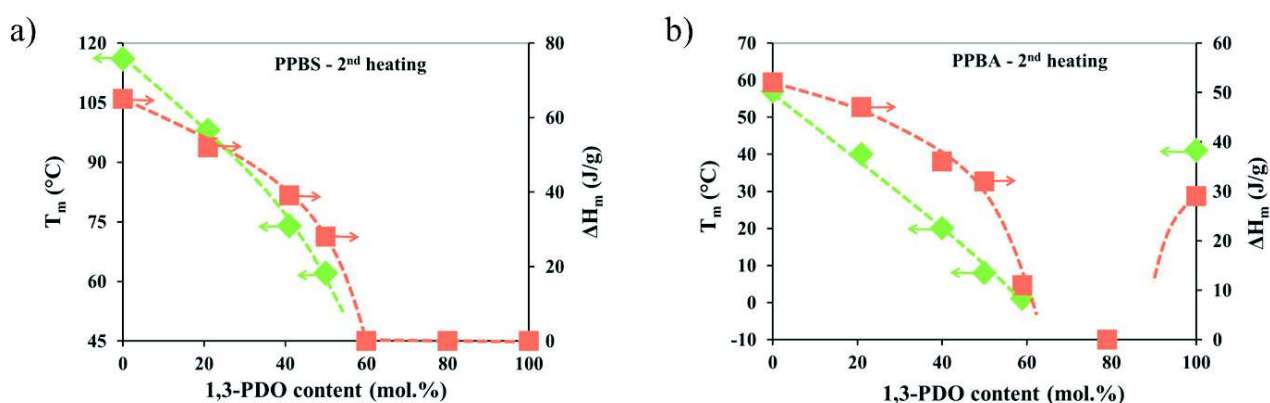 a)
PPBS - 2nd heating
120
105
90
75
60
45
Tm (°C)
80
60
40
20
0
ΔHm (J/g)
0 20 40 60 80 100
1,3-PDO content (mol.%)
b)
PPBA - 2nd heating
70
60
50
40
30
20
10
0
-10
Tm (°C)
60
50
40
30
20
10
0
ΔHm (J/g)
0 20 40 60 80 100
1,3-PDO content (mol.%)